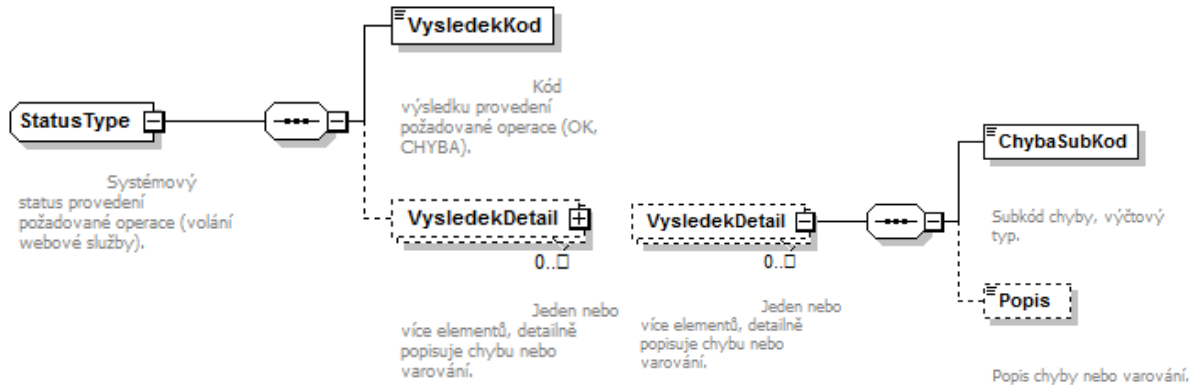 VysledekKod
Kód
výsledku provedení
požadované operace (OK,
CHYBA).
StatusType
Systémový
status provedení
požadované operace (volání
webové služby).
VysledekDetail
0..□
Jeden nebo
více elementů, detailně
popisuje chybu nebo
varování.
VysledekDetail
0..□
Jeden nebo
více elementů, detailně
popisuje chybu nebo
varování.
ChybaSubKod
Subkód chyby, výčtový
typ.
Popis
Popis chyby nebo varování.